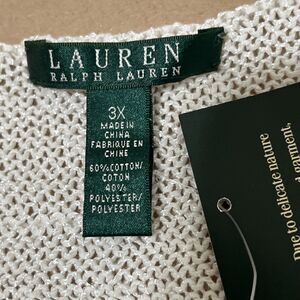 LAUREN
RALPH LAUREN
3X
MADE IN
CHINA
FABRIQUE EN
CHINE
60% COTTON/
COTON
40%
POLYESTER/
POLYESTER
Due to delicate nature
garment,